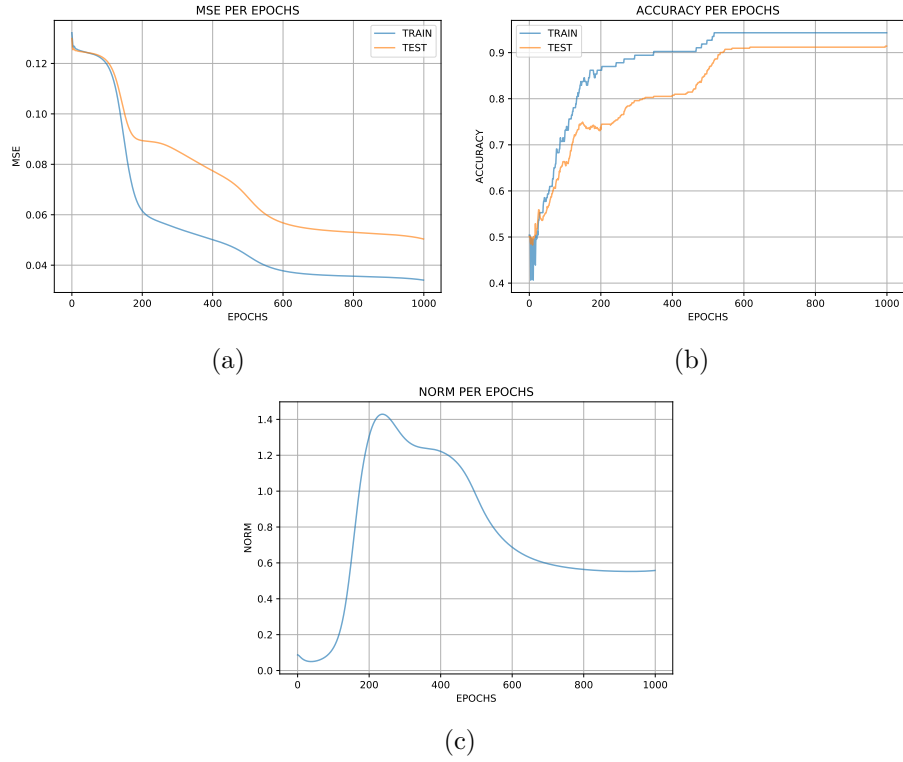 MSE PER EPOCHS
TRAIN
TEST
0.12
0.10
0.08
0.06
0.04
MSE
0 200 400 600 800 1000
EPOCHS
(a)
ACCURACY PER EPOCHS
TRAIN
TEST
0.9
0.8
0.7
0.6
0.5
0.4
ACCURACY
0 200 400 600 800 1000
EPOCHS
(b)
NORM PER EPOCHS
1.4
1.2
1.0
0.8
0.6
0.4
0.2
0.0
NORM
0 200 400 600 800 1000
EPOCHS
(c)